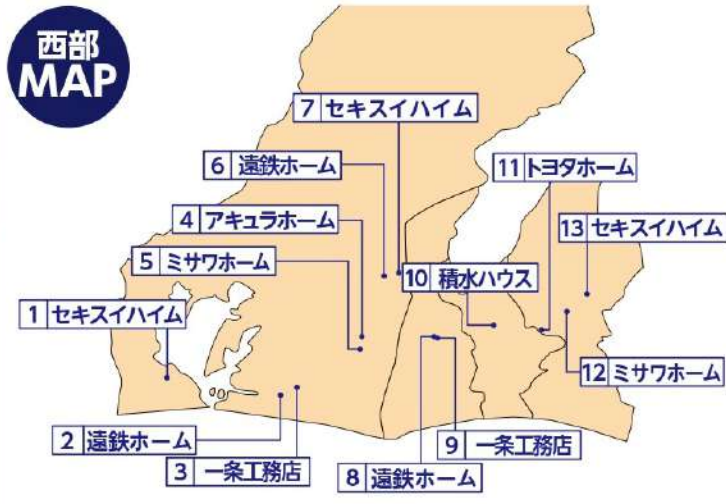 西部
MAP
7 セキスイハイム
6 遠鉄ホーム
11 トヨタホーム
4 アキュラホーム
13 セキスイハイム
5 ミサワホーム
10 積水ハウス
1 セキスイハイム
12 ミサワホーム
2 遠鉄ホーム
9 一条工務店
3 一条工務店
8 遠鉄ホーム